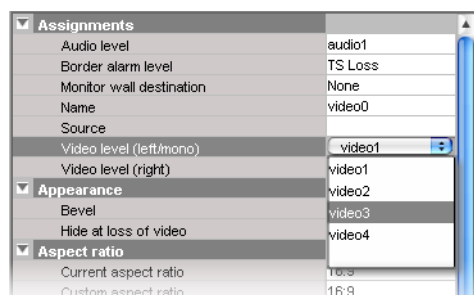 Assignments
Audio level audio1
Border alarm level TS Loss
Monitor wall destination None
Name video0
Source
Video level (left/mono) video1
Video level (right) video1
Appearance video2
Bevel video3
Hide at loss of video video4
Aspect ratio
Current aspect ratio 16:9
Custom aspect ratio 16:9